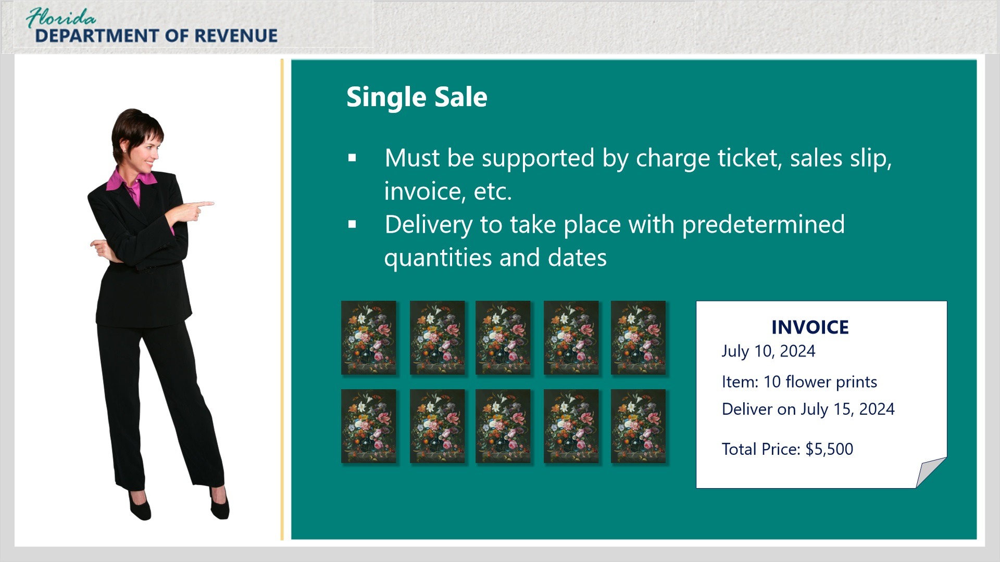 Florida
DEPARTMENT OF REVENUE
Single Sale
▪ Must be supported by charge ticket, sales slip,
invoice, etc.
▪ Delivery to take place with predetermined
quantities and dates
INVOICE
July 10, 2024
Item: 10 flower prints
Deliver on July 15, 2024
Total Price: $5,500